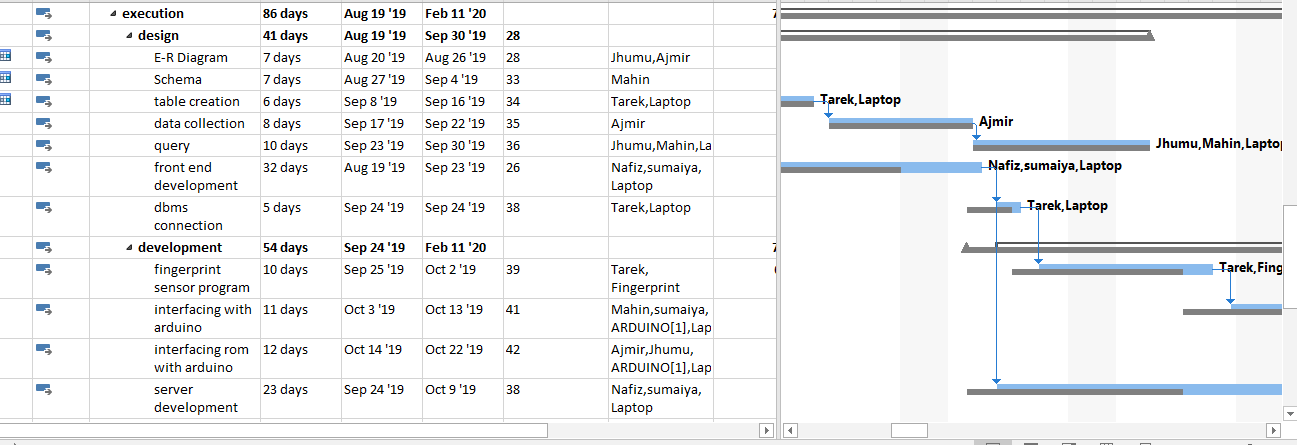 execution 86 days Aug 19 '19 Feb 11 '20
design 41 days Aug 19 '19 Sep 30 '19 28
E-R Diagram 7 days Aug 20 '19 Aug 26 '19 28 Jhumu,Ajmir
Schema 7 days Aug 27 '19 Sep 4 '19 33 Mahin
table creation 6 days Sep 8 '19 Sep 16 '19 34 Tarek,Laptop Tarek,Laptop
data collection 8 days Sep 17 '19 Sep 22 '19 35 Ajmir Ajmir
query 10 days Sep 23 '19 Sep 30 '19 36 Jhumu,Mahin,La Jhumu,Mahin,Laptop
front end 32 days Aug 19 '19 Sep 23 '19 26 Nafiz,sumaiya, Nafiz,sumaiya,Laptop
development Laptop
dbms 5 days Sep 24 '19 Sep 24 '19 38 Tarek,Laptop Tarek,Laptop
connection
development 54 days Sep 24 '19 Feb 11 '20
fingerprint 10 days Sep 25 '19 Oct 2 '19 39 Tarek, Tarek,Fing
sensor program Fingerprint
interfacing with 11 days Oct 3 '19 Oct 13 '19 41 Mahin,sumaiya,
arduino ARDUINO[1],Lap
interfacing rom 12 days Oct 14 '19 Oct 22 '19 42 Ajmir,Jhumu,
with arduino ARDUINO[1],Lap
server 23 days Sep 24 '19 Oct 9 '19 38 Nafiz,sumaiya,
development Laptop